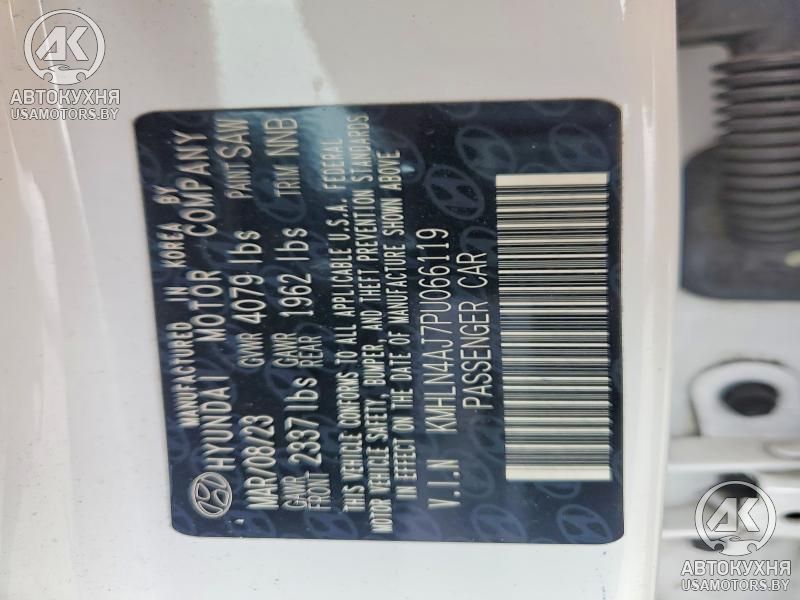 MANUFACTURED IN KOREA BY
HYUNDAI MOTOR COMPANY
MAR/08/23 GVWR 4079 lbs PAINT SAW
GAWR FRONT 2337 lbs GAWR REAR 1962 lbs TRIM NNB
THIS VEHICLE CONFORMS TO ALL APPLICABLE U.S.A. FEDERAL
MOTOR VEHICLE SAFETY, BUMPER, AND THEFT PREVENTION STANDARDS
IN EFFECT ON THE DATE OF MANUFACTURE SHOWN ABOVE
V.I.N KMHLN4AJ7PU066119
PASSENGER CAR
AK
АВТОКУХНЯ
USAMOTORS.BY
AK
АВТОКУХНЯ
USAMOTORS.BY